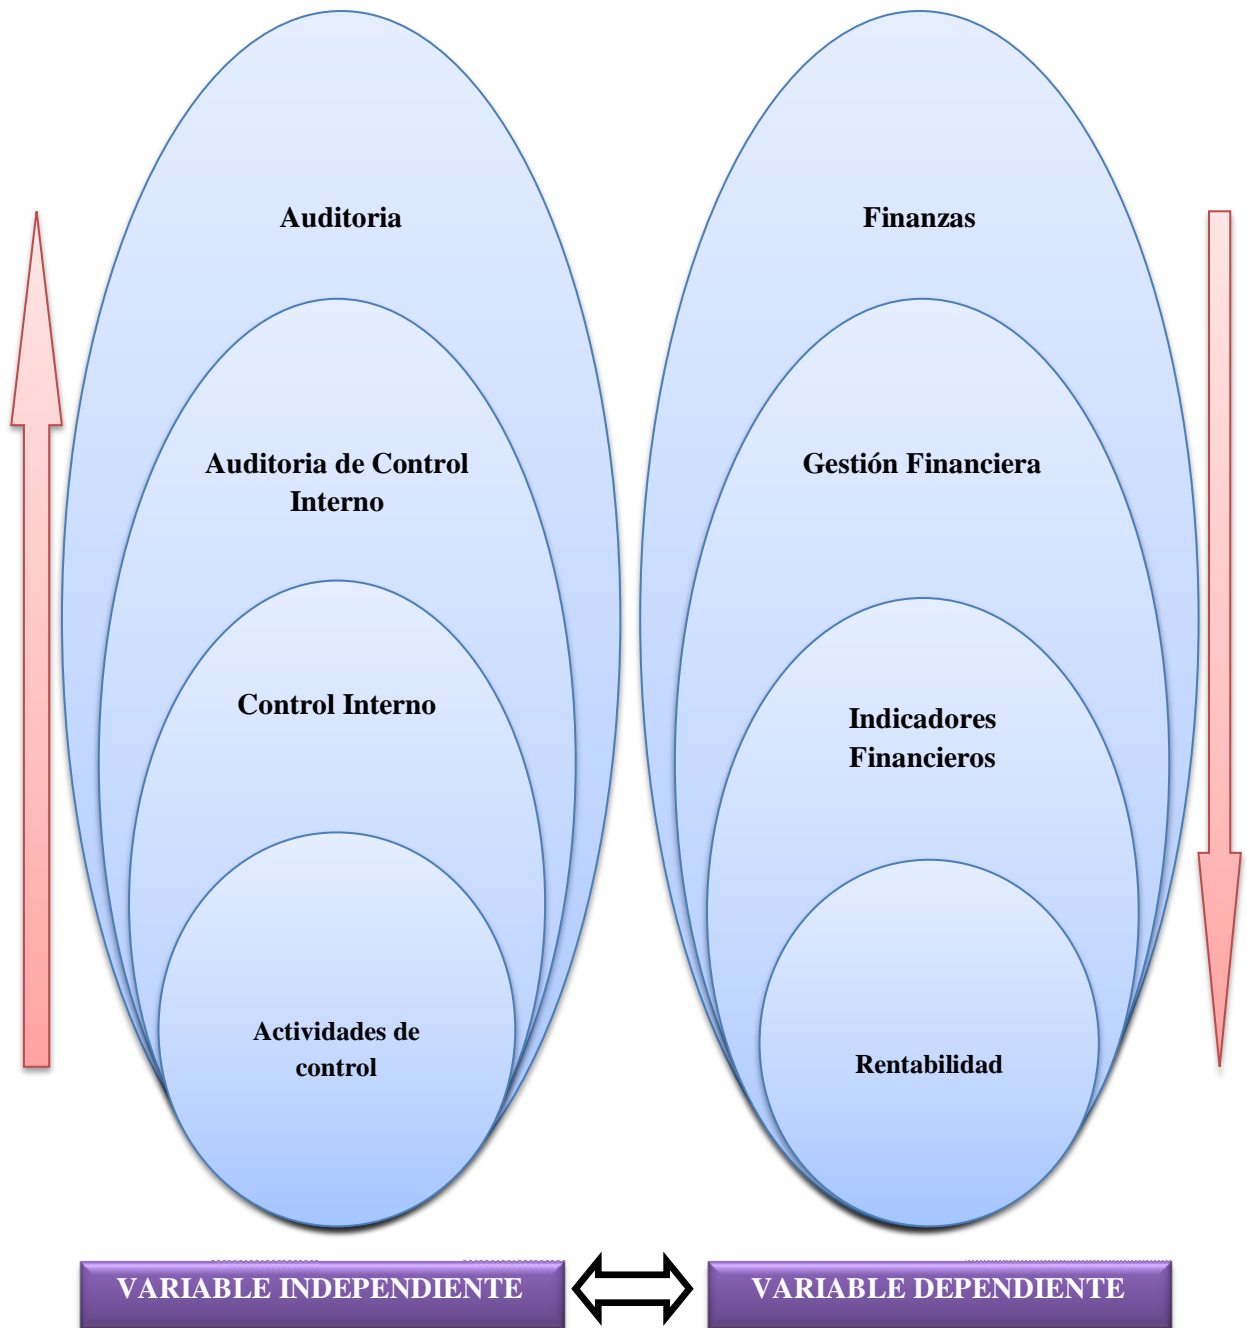 Auditoria
Auditoria de Control
Interno
Control Interno
Actividades de
control
Finanzas
Gestión Financiera
Indicadores
Financieros
Rentabilidad
VARIABLE INDEPENDIENTE
VARIABLE DEPENDIENTE